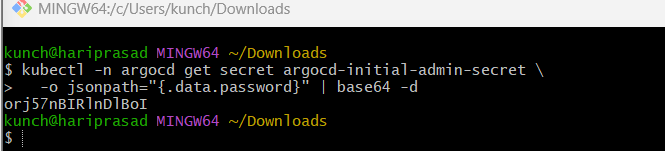 MINGW64:/c/Users/kunch/Downloads
kunch@hariprasad MINGW64 ~/Downloads
$ kubectl -n argocd get secret argocd-initial-admin-secret \
>   -o jsonpath="{.data.password}" | base64 -d
orj57nBIRlnDlBoI
kunch@hariprasad MINGW64 ~/Downloads
$